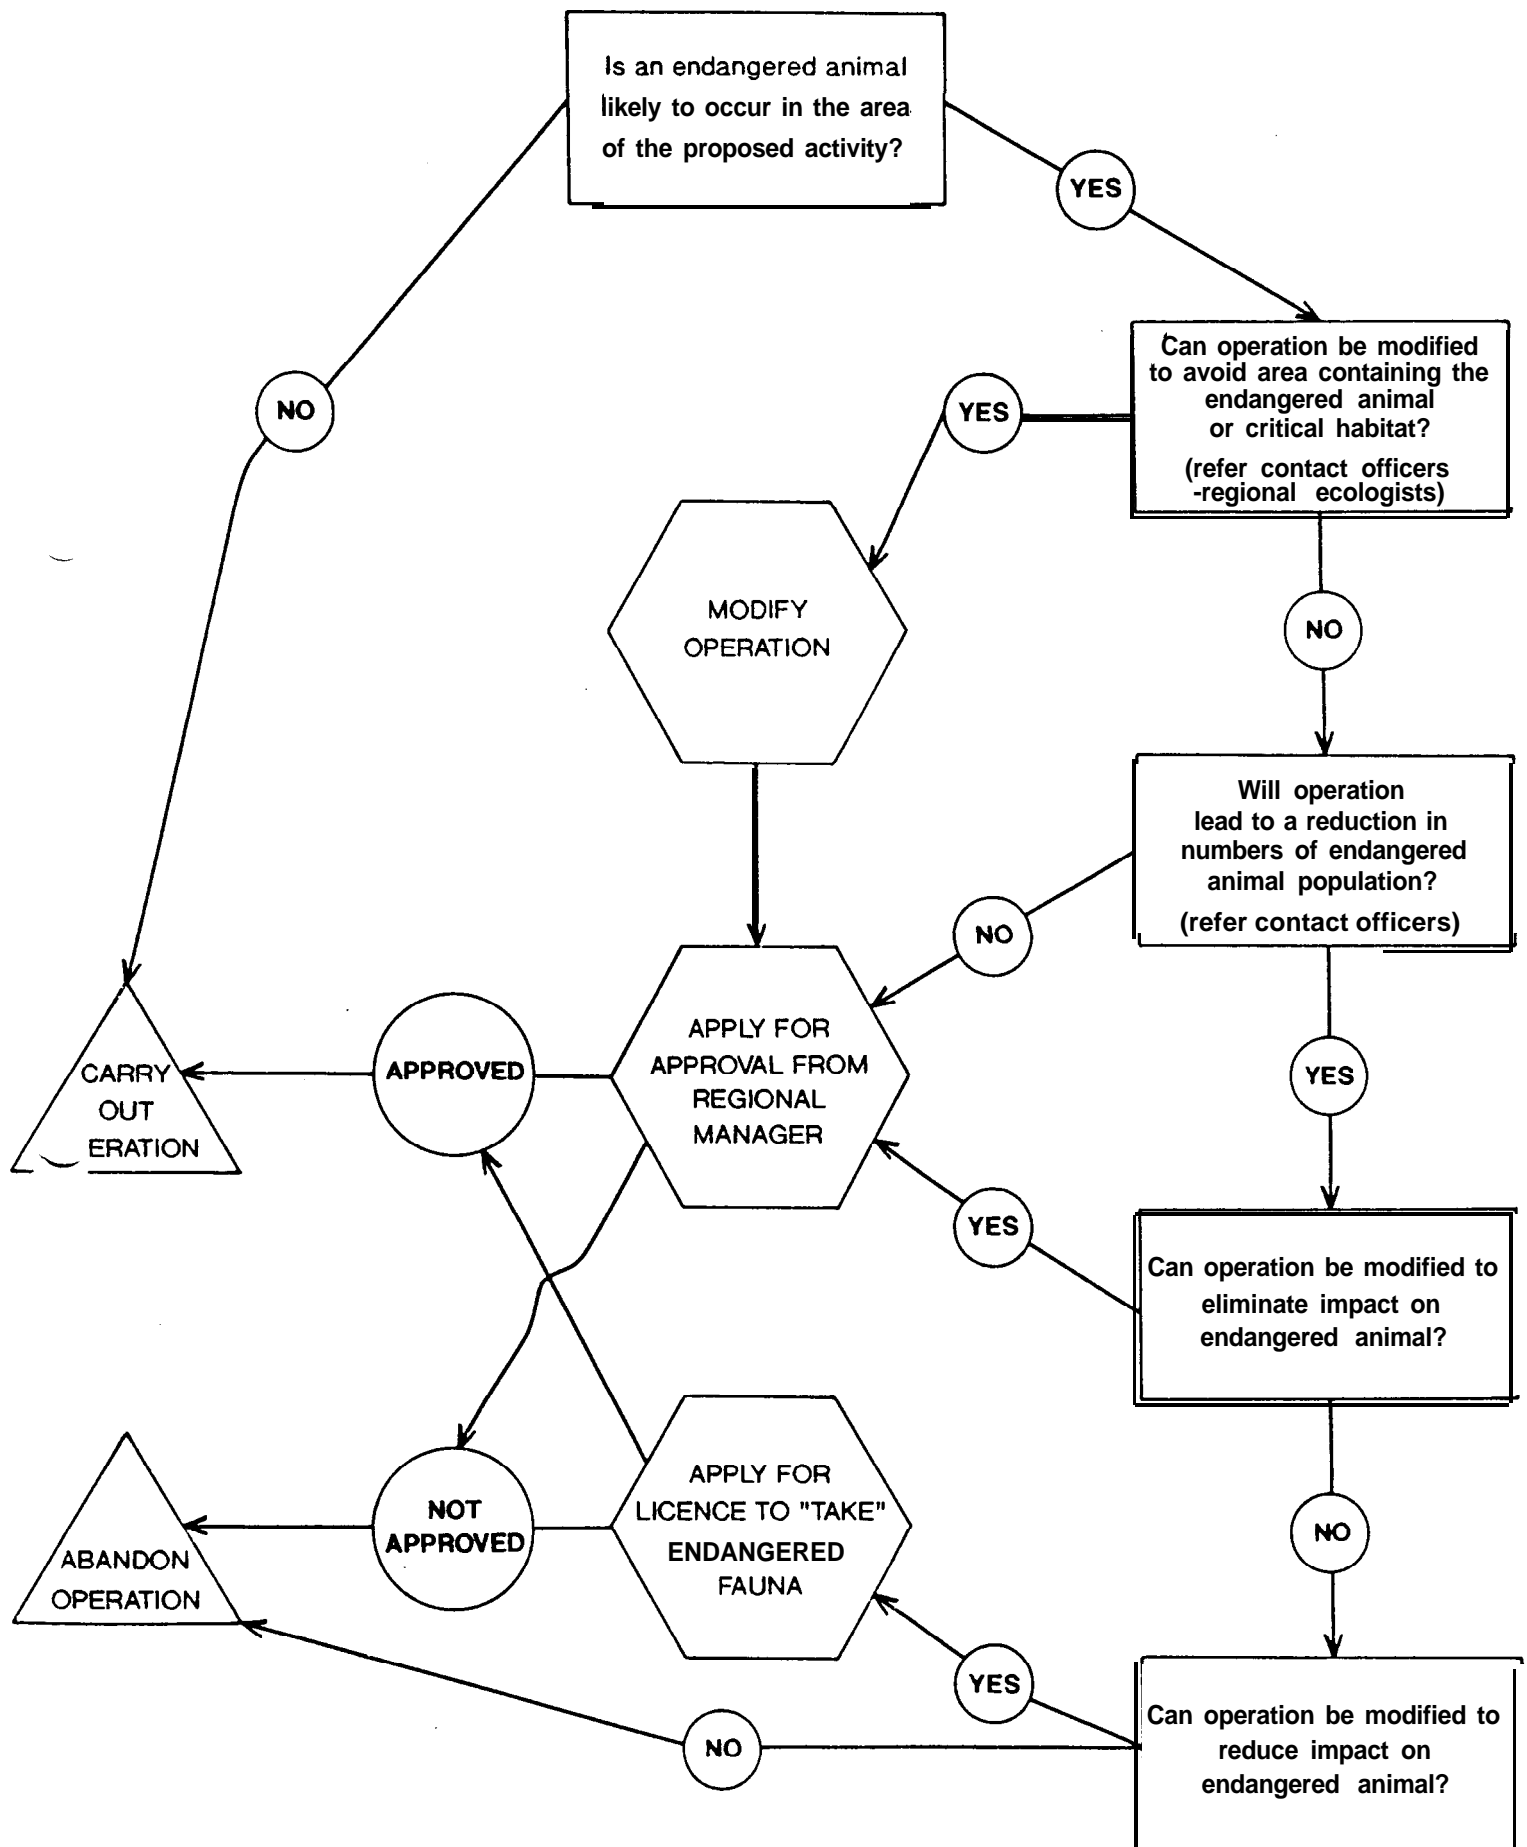 Is an endangered animal
likely to occur in the area
of the proposed activity?
YES
Can operation be modified
to avoid area containing the
endangered animal
or critical habitat?
(refer contact officers
-regional ecologists)
NO
YES
MODIFY
OPERATION
NO
Will operation
lead to a reduction in
numbers of endangered
animal population?
(refer contact officers)
NO
APPLY FOR
APPROVAL FROM
REGIONAL
MANAGER
APPROVED
CARRY
OUT
ERATION
YES
YES
Can operation be modified to
eliminate impact on
endangered animal?
APPLY FOR
LICENCE TO "TAKE"
ENDANGERED
FAUNA
NOT
APPROVED
ABANDON
OPERATION
NO
YES
NO
Can operation be modified to
reduce impact on
endangered animal?